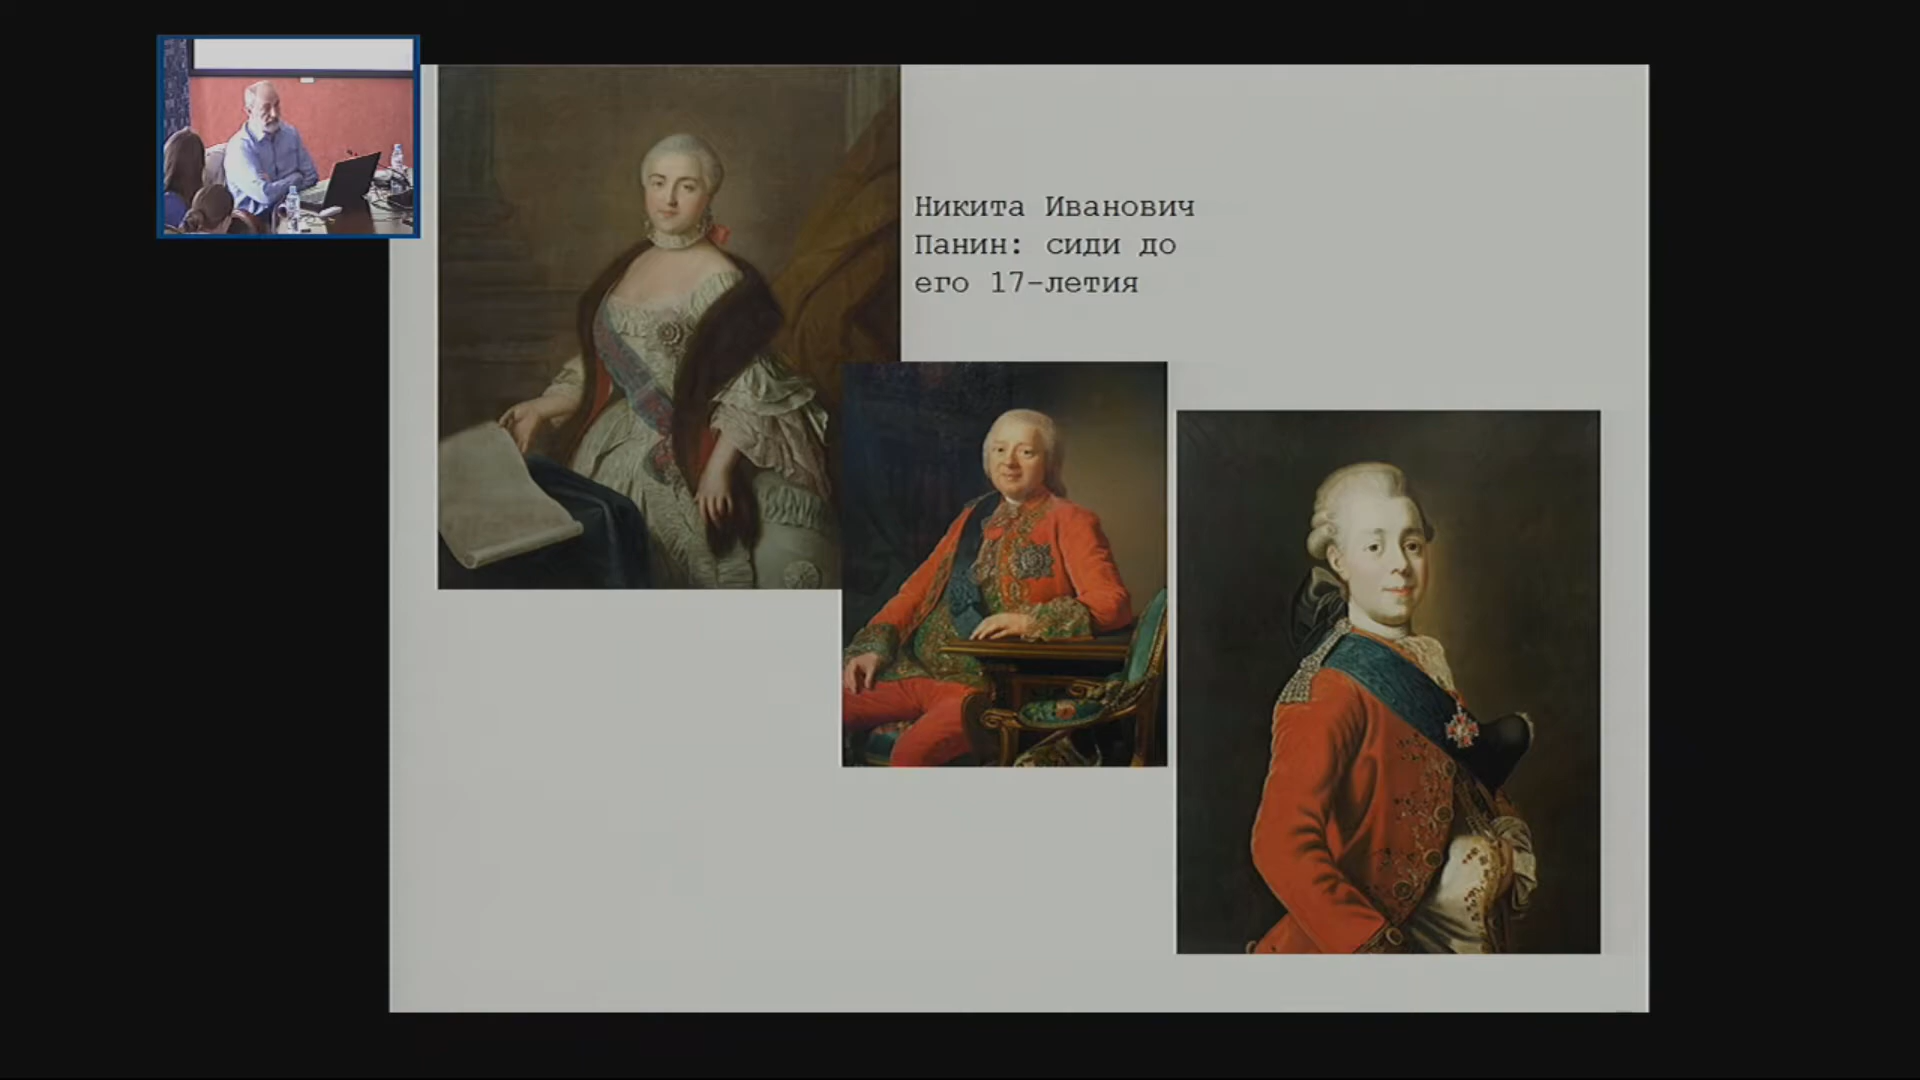 Никита Иванович
Панин: сиди до
его 17-летия